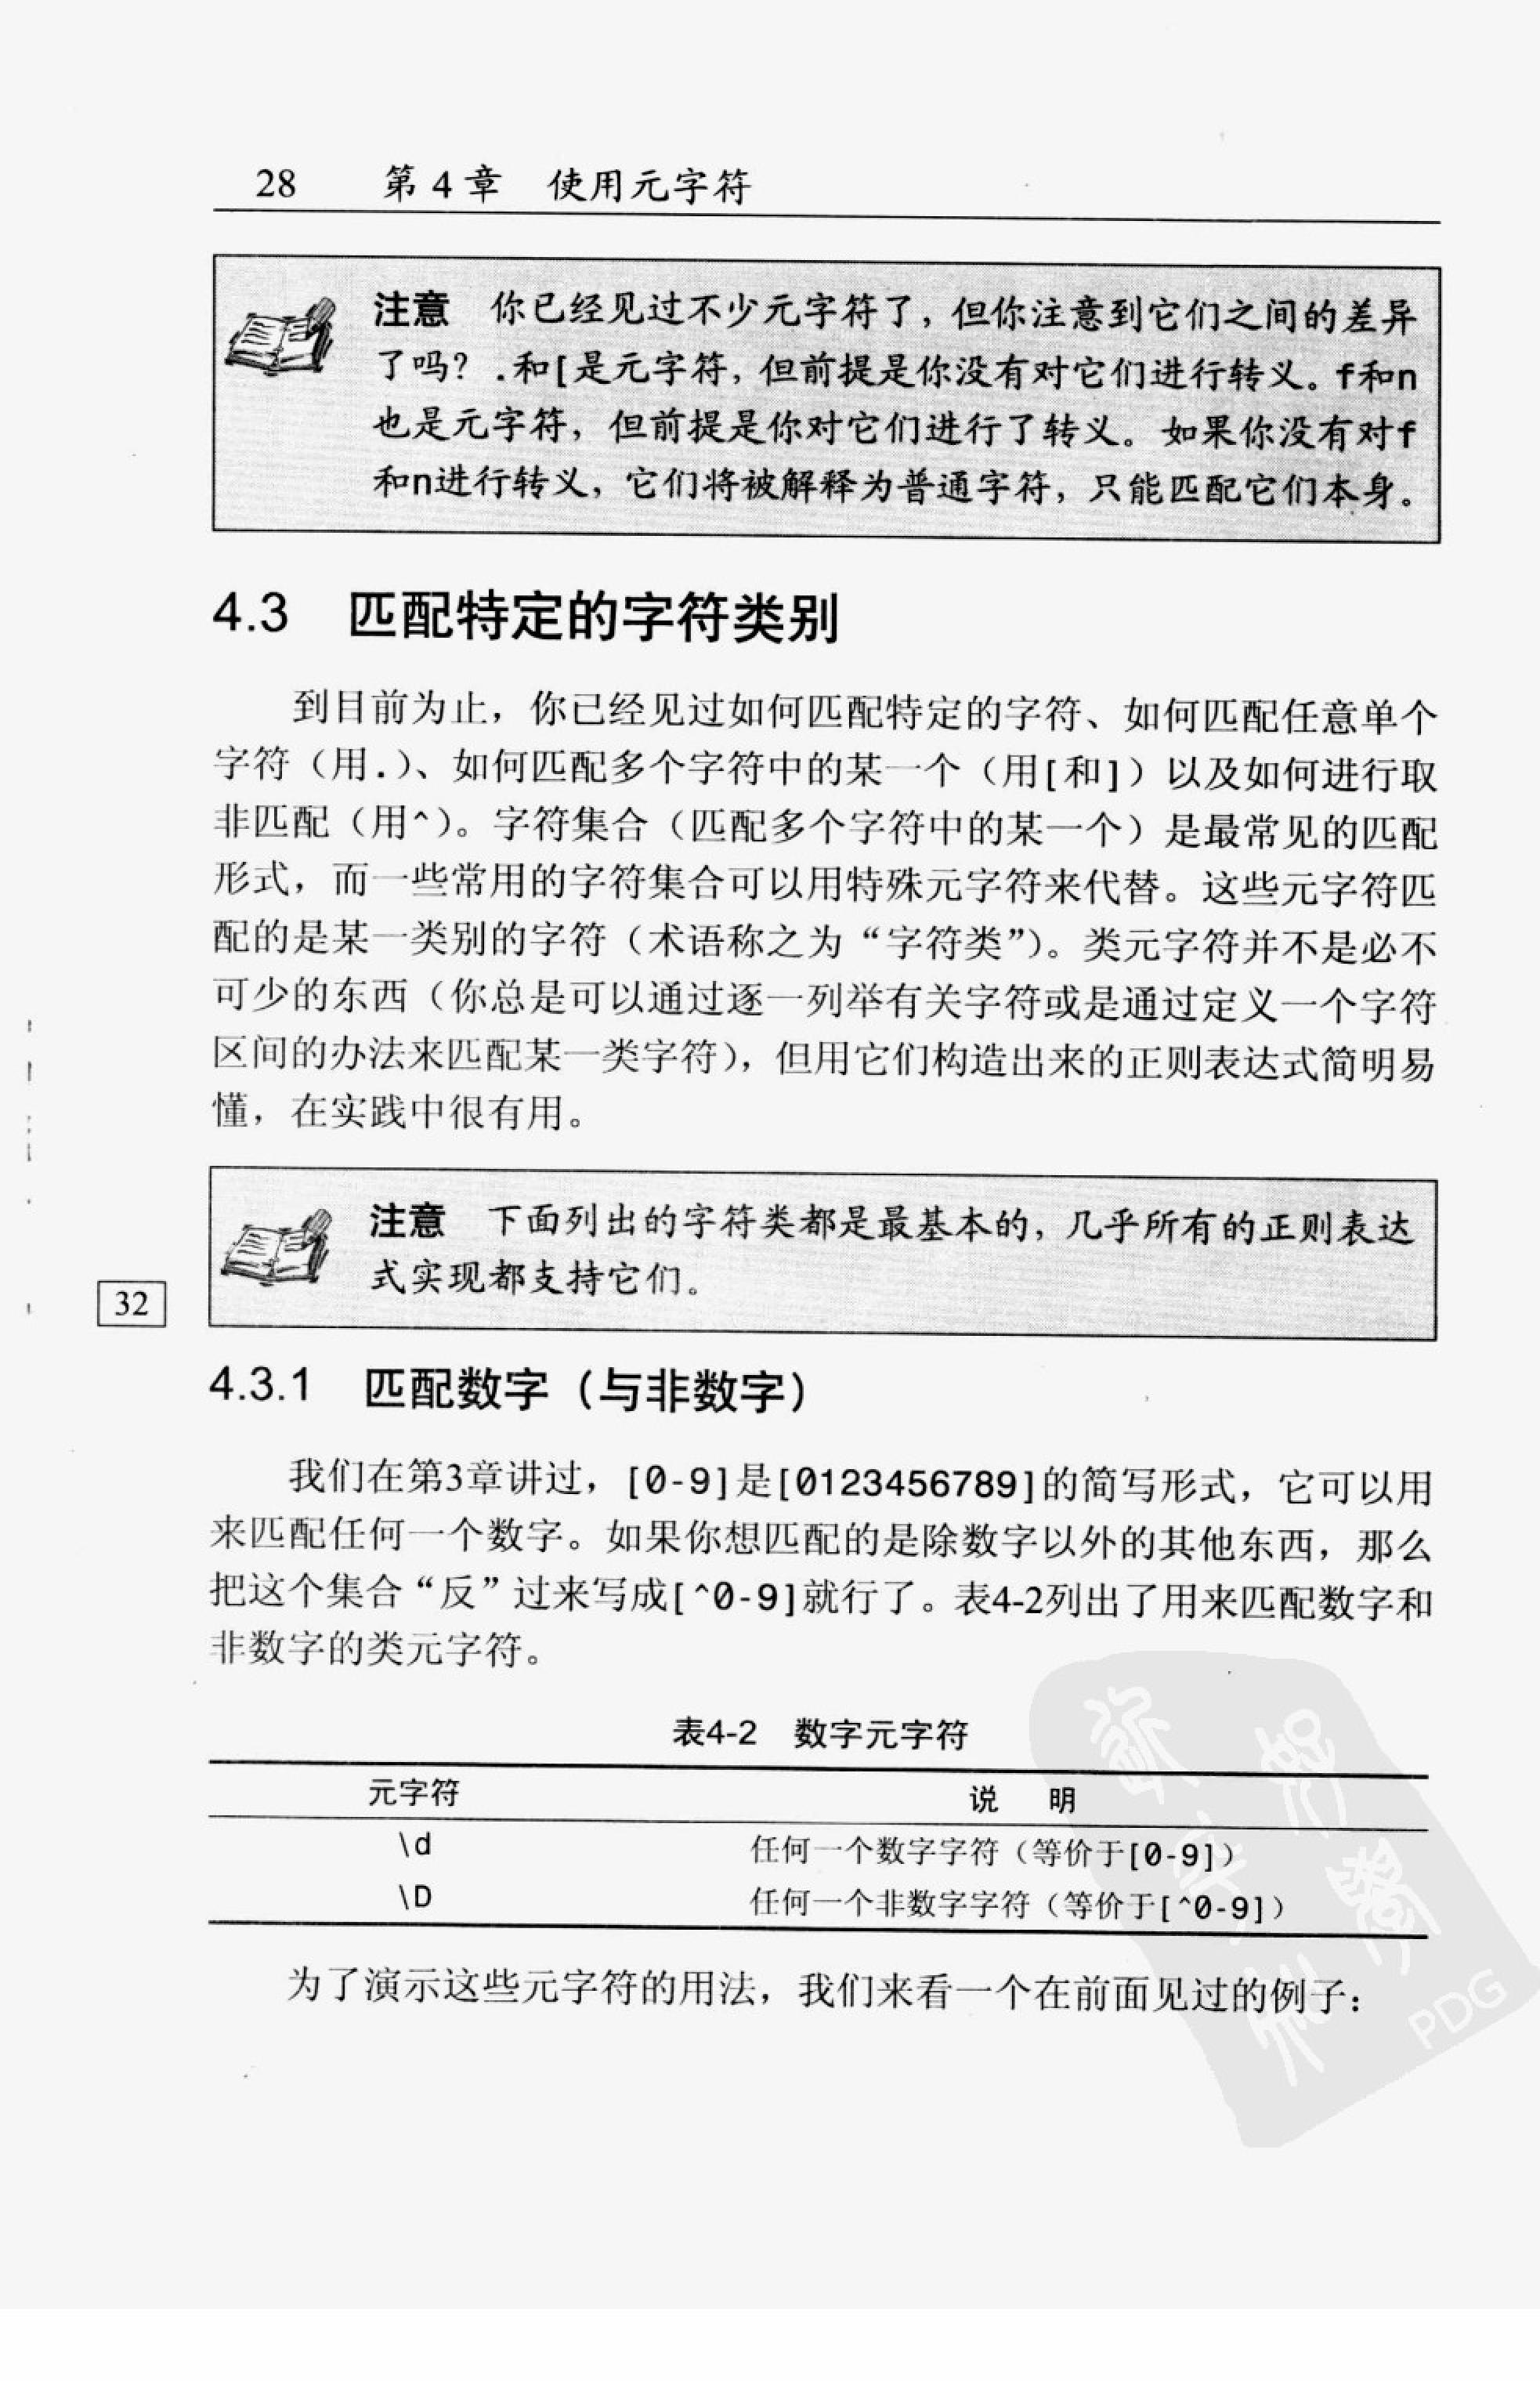 28 第 4 章 使用元字符
注意 你已经见过不少元字符了，但你注意到它们之间的差异
了吗？.和[是元字符，但前提是你没有对它们进行转义。f和n
也是元字符，但前提是你对它们进行了转义。如果你没有对f
和n进行转义，它们将被解释为普通字符，只能匹配它们本身。
4.3 匹配特定的字符类别
到目前为止，你已经见过如何匹配特定的字符、如何匹配任意单个
字符（用.）、如何匹配多个字符中的某一个（用[和]）以及如何进行取
非匹配（用^）。字符集合（匹配多个字符中的某一个）是最常见的匹配
形式，而一些常用的字符集合可以用特殊元字符来代替。这些元字符匹
配的是某一类别的字符（术语称之为“字符类”）。类元字符并不是必不
可少的东西（你总是可以通过逐一列举有关字符或是通过定义一个字符
区间的办法来匹配某一类字符），但用它们构造出来的正则表达式简明易
懂，在实践中很有用。
注意 下面列出的字符类都是最基本的，几乎所有的正则表达
式实现都支持它们。
32
4.3.1 匹配数字（与非数字）
我们在第3章讲过，[0-9]是[0123456789]的简写形式，它可以用
来匹配任何一个数字。如果你想匹配的是除数字以外的其他东西，那么
把这个集合“反”过来写成[^0-9]就行了。表4-2列出了用来匹配数字和
非数字的类元字符。
表4-2 数字元字符
元字符 说 明
\d 任何一个数字字符（等价于[0-9]）
\D 任何一个非数字字符（等价于[^0-9]）
为了演示这些元字符的用法，我们来看一个在前面见过的例子：
PDG